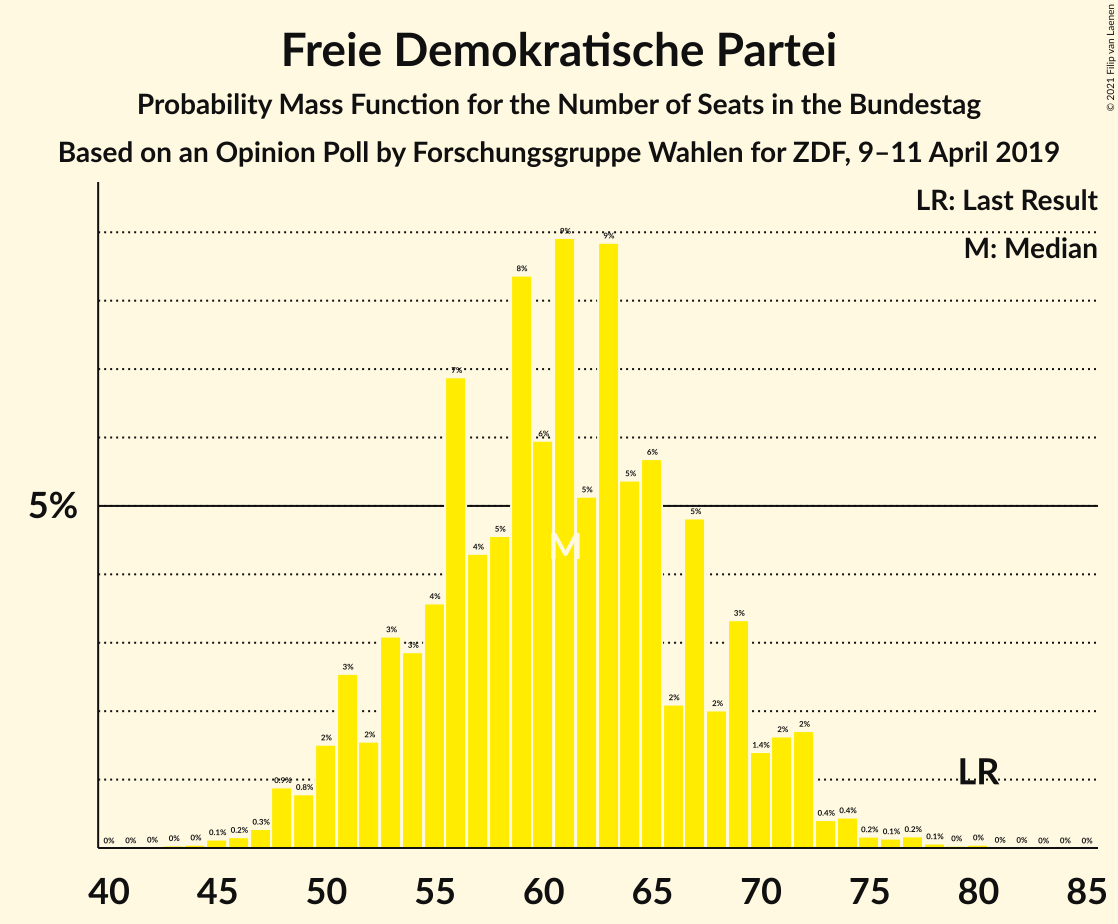 Freie Demokratische Partei
Probability Mass Function for the Number of Seats in the Bundestag
Based on an Opinion Poll by Forschungsgruppe Wahlen for ZDF, 9–11 April 2019
© 2021 Filip van Laenen
LR: Last Result
M: Median
5%
0% 0% 0% 0% 0% 0.1% 0.2% 0.3% 0.9% 0.8% 2% 3% 2% 3% 3% 4% 7% 4% 5% 8% 6% 9% 5% 9% 5% 6% 2% 5% 2% 3% 1.4% 2% 2% 0.4% 0.4% 0.2% 0.1% 0.2% 0.1% 0% 0% 0% 0% 0% 0% 0%
M
LR
40 45 50 55 60 65 70 75 80 85